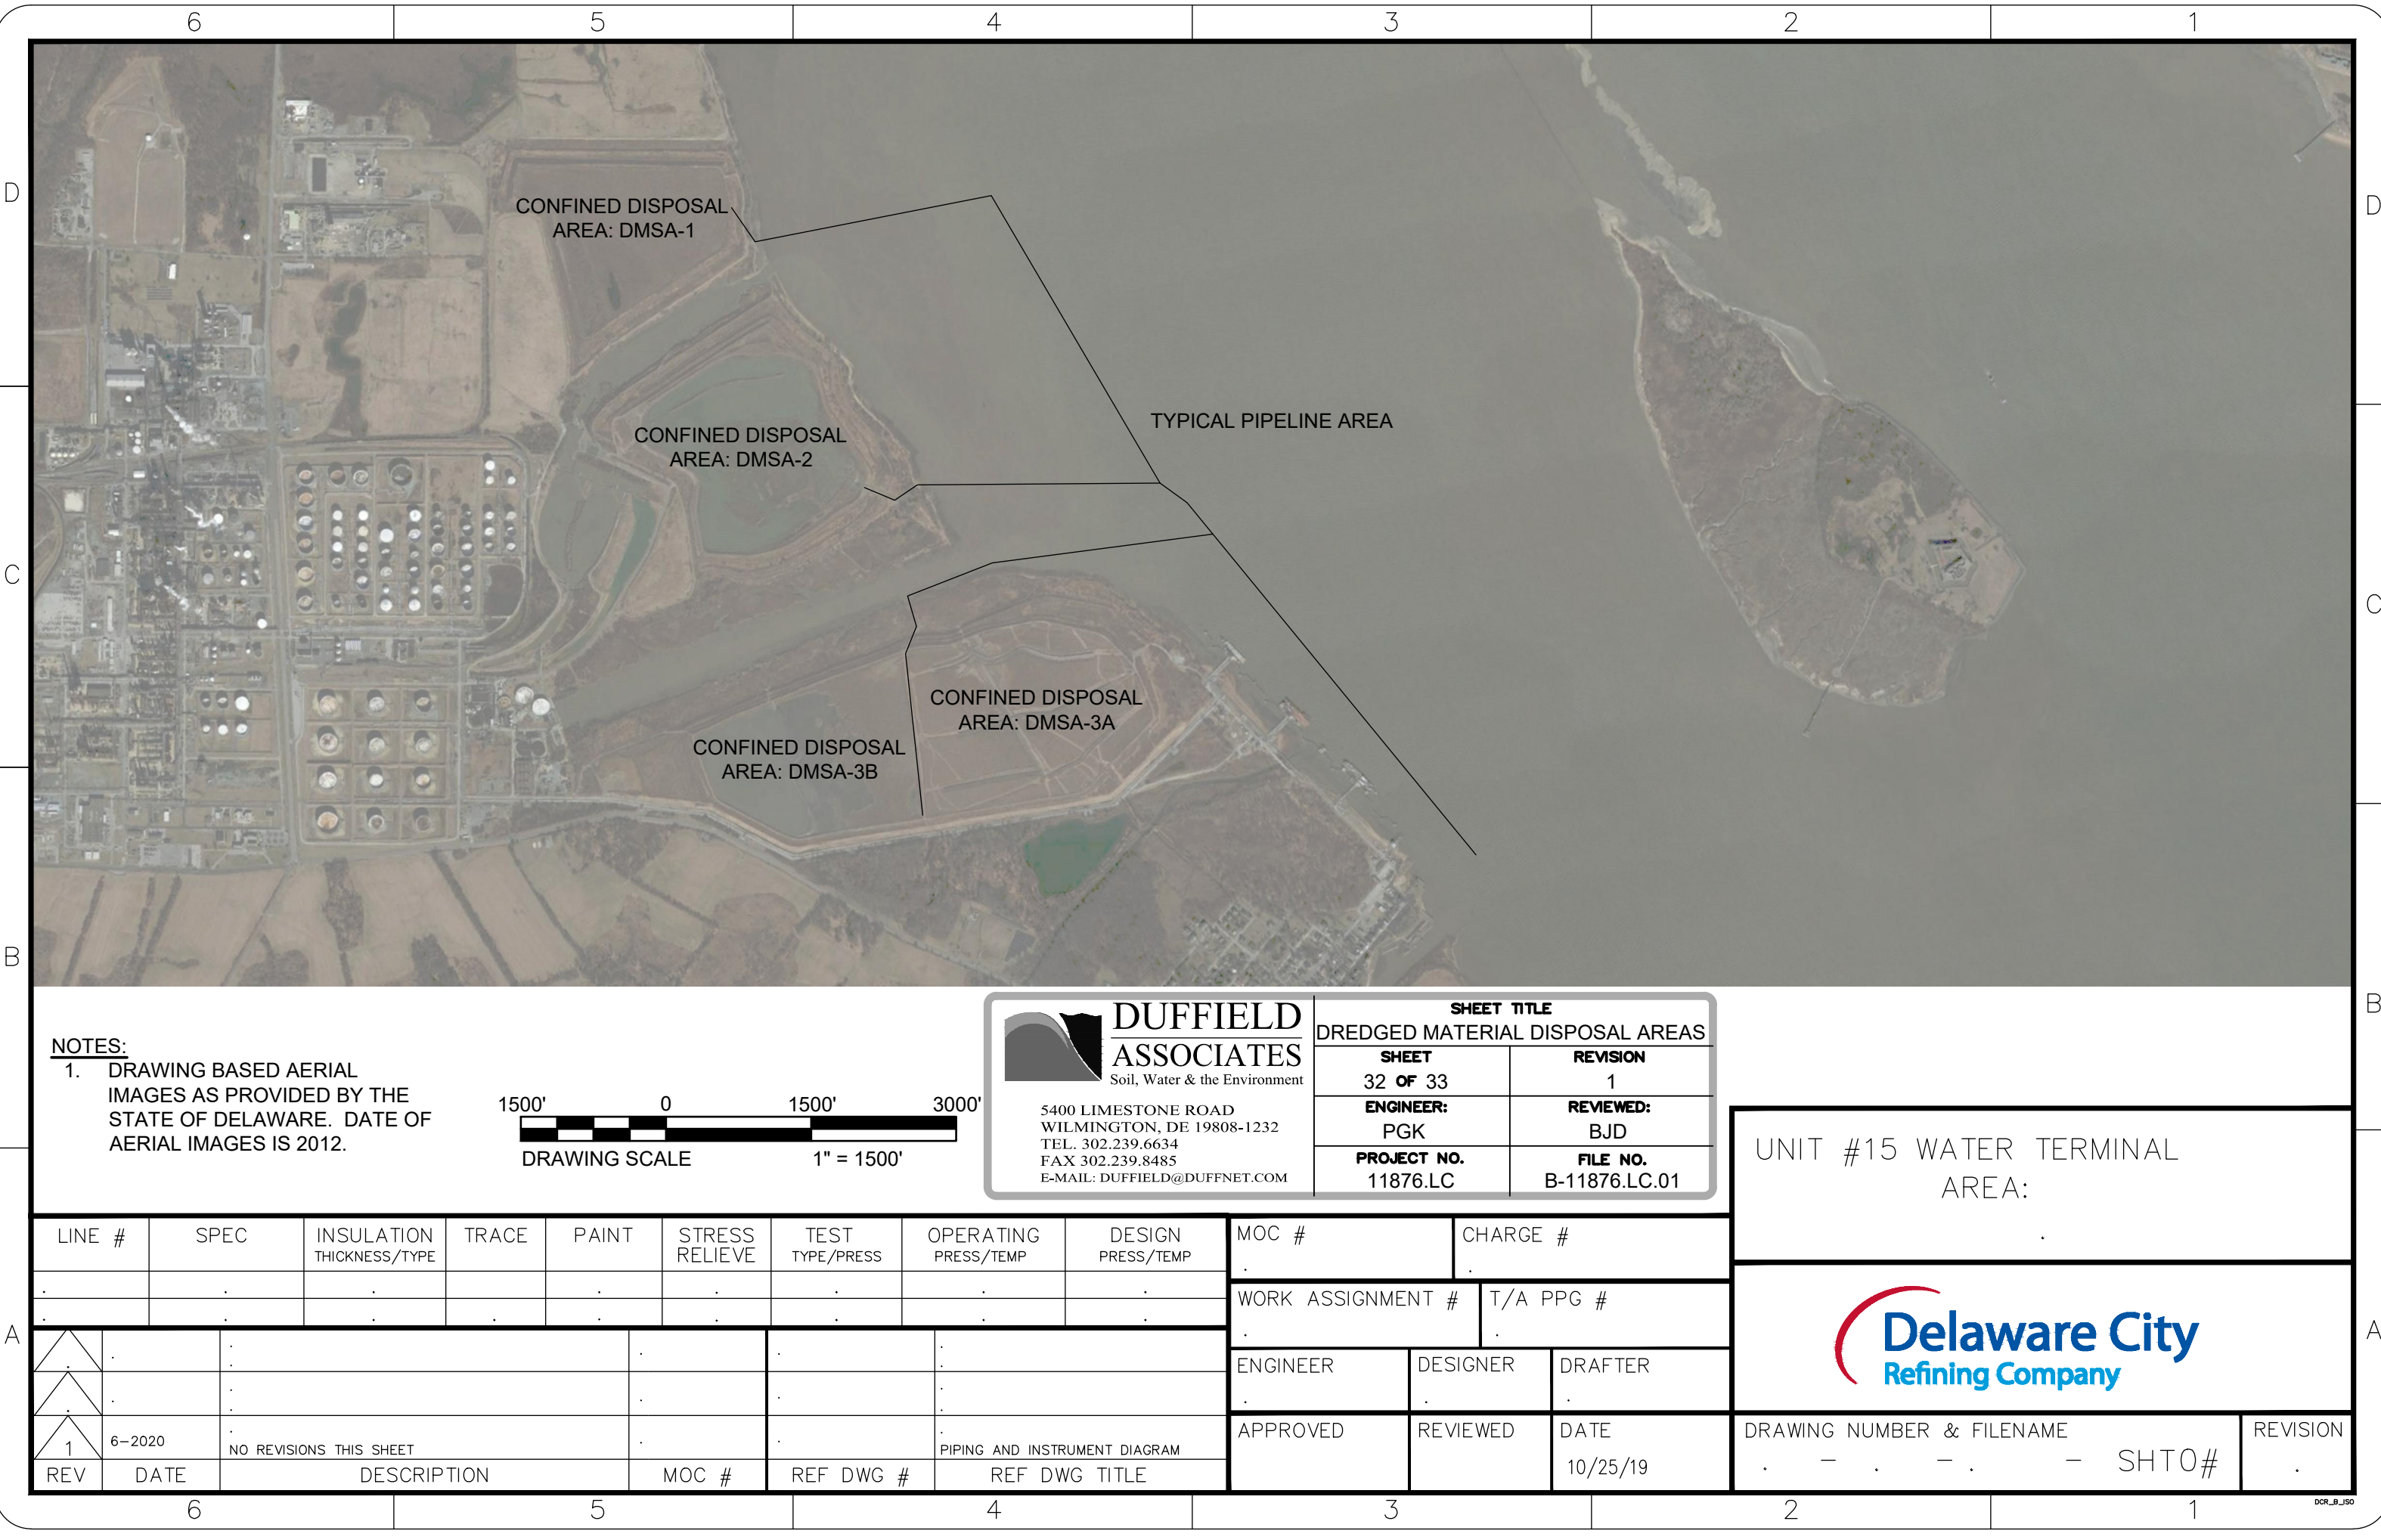 6 5 4 3 2 1
D D
CONFINED DISPOSAL
AREA: DMSA-1
CONFINED DISPOSAL
AREA: DMSA-2
TYPICAL PIPELINE AREA
C C
CONFINED DISPOSAL
AREA: DMSA-3A
CONFINED DISPOSAL
AREA: DMSA-3B
B B
NOTES:
1. DRAWING BASED AERIAL
IMAGES AS PROVIDED BY THE
STATE OF DELAWARE. DATE OF
AERIAL IMAGES IS 2012.
1500' 0 1500' 3000'
DRAWING SCALE 1" = 1500'
DUFFIELD
ASSOCIATES
Soil, Water & the Environment
5400 LIMESTONE ROAD
WILMINGTON, DE 19808-1232
TEL. 302.239.6634
FAX 302.239.8485
E-MAIL: DUFFIELD@DUFFNET.COM
SHEET TITLE
DREDGED MATERIAL DISPOSAL AREAS
SHEET REVISION
32 OF 33 1
ENGINEER: REVIEWED:
PGK BJD
PROJECT NO. FILE NO.
11876.LC B-11876.LC.01
UNIT #15 WATER TERMINAL
AREA:
.
LINE # SPEC INSULATION THICKNESS/TYPE TRACE PAINT STRESS RELIEVE TEST TYPE/PRESS OPERATING PRESS/TEMP DESIGN PRESS/TEMP
MOC # CHARGE #
WORK ASSIGNMENT # T/A PPG #
A A
ENGINEER DESIGNER DRAFTER
Delaware City
Refining Company
1 6-2020 NO REVISIONS THIS SHEET PIPING AND INSTRUMENT DIAGRAM
REV DATE DESCRIPTION MOC # REF DWG # REF DWG TITLE
APPROVED REVIEWED DATE
10/25/19
DRAWING NUMBER & FILENAME REVISION
. - . - . - SHT0# .
DCR_B_ISO
6 5 4 3 2 1